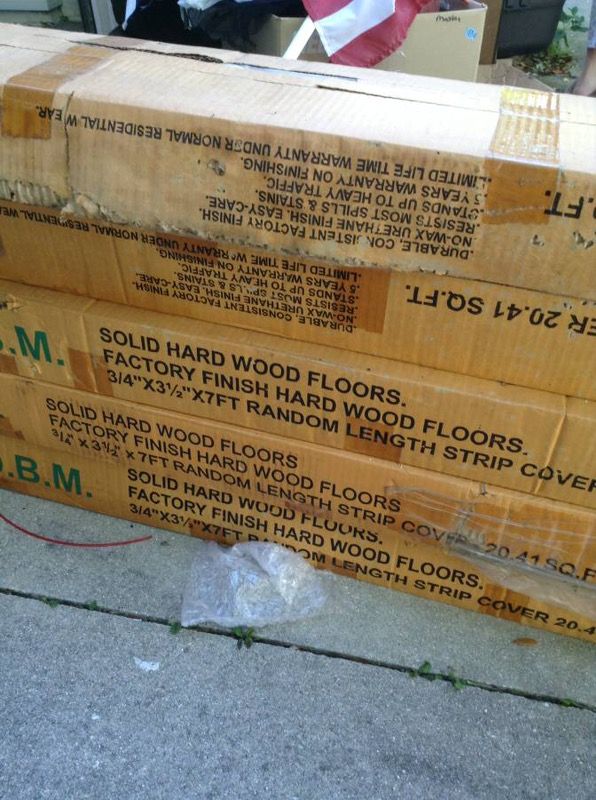 .DURABLE, CONSISTENT FACTORY FINISH.
NO-WAX URETHANE FINISH, EASY-CARE.
RESISTS MOST SPILLS & STAINS.
.STANDS UP TO HEAVY TRAFFIC.
5 YEARS WARRANTY ON FINISHING.
LIMITED LIFE TIME WARRANTY UNDER NORMAL RESIDENTIAL WEAR.
.FT.
.DURABLE, CONSISTENT FACTORY FINISH.
NO-WAX URETHANE FINISH, EASY-CARE.
RESISTS MOST SPILLS & STAINS.
.STANDS UP TO HEAVY TRAFFIC.
5 YEARS WARRANTY ON FINISHING.
LIMITED LIFE TIME WARRANTY UNDER NORMAL RESIDENTIAL WEA
ER 20.41 SQ.FT.
.M.
SOLID HARD WOOD FLOORS.
FACTORY FINISH HARD WOOD FLOORS.
3/4"X3½"X7FT RANDOM LENGTH STRIP COVER
SOLID HARD WOOD FLOORS
FACTORY FINISH HARD WOOD FLOORS
3/4" X 3½" x 7FT RANDOM LENGTH STRIP COVER 20.41 SQ.F
.B.M.
SOLID HARD WOOD FLOORS.
FACTORY FINISH HARD WOOD FLOORS.
3/4"X3½"X7FT RANDOM LENGTH STRIP COVER 20.4